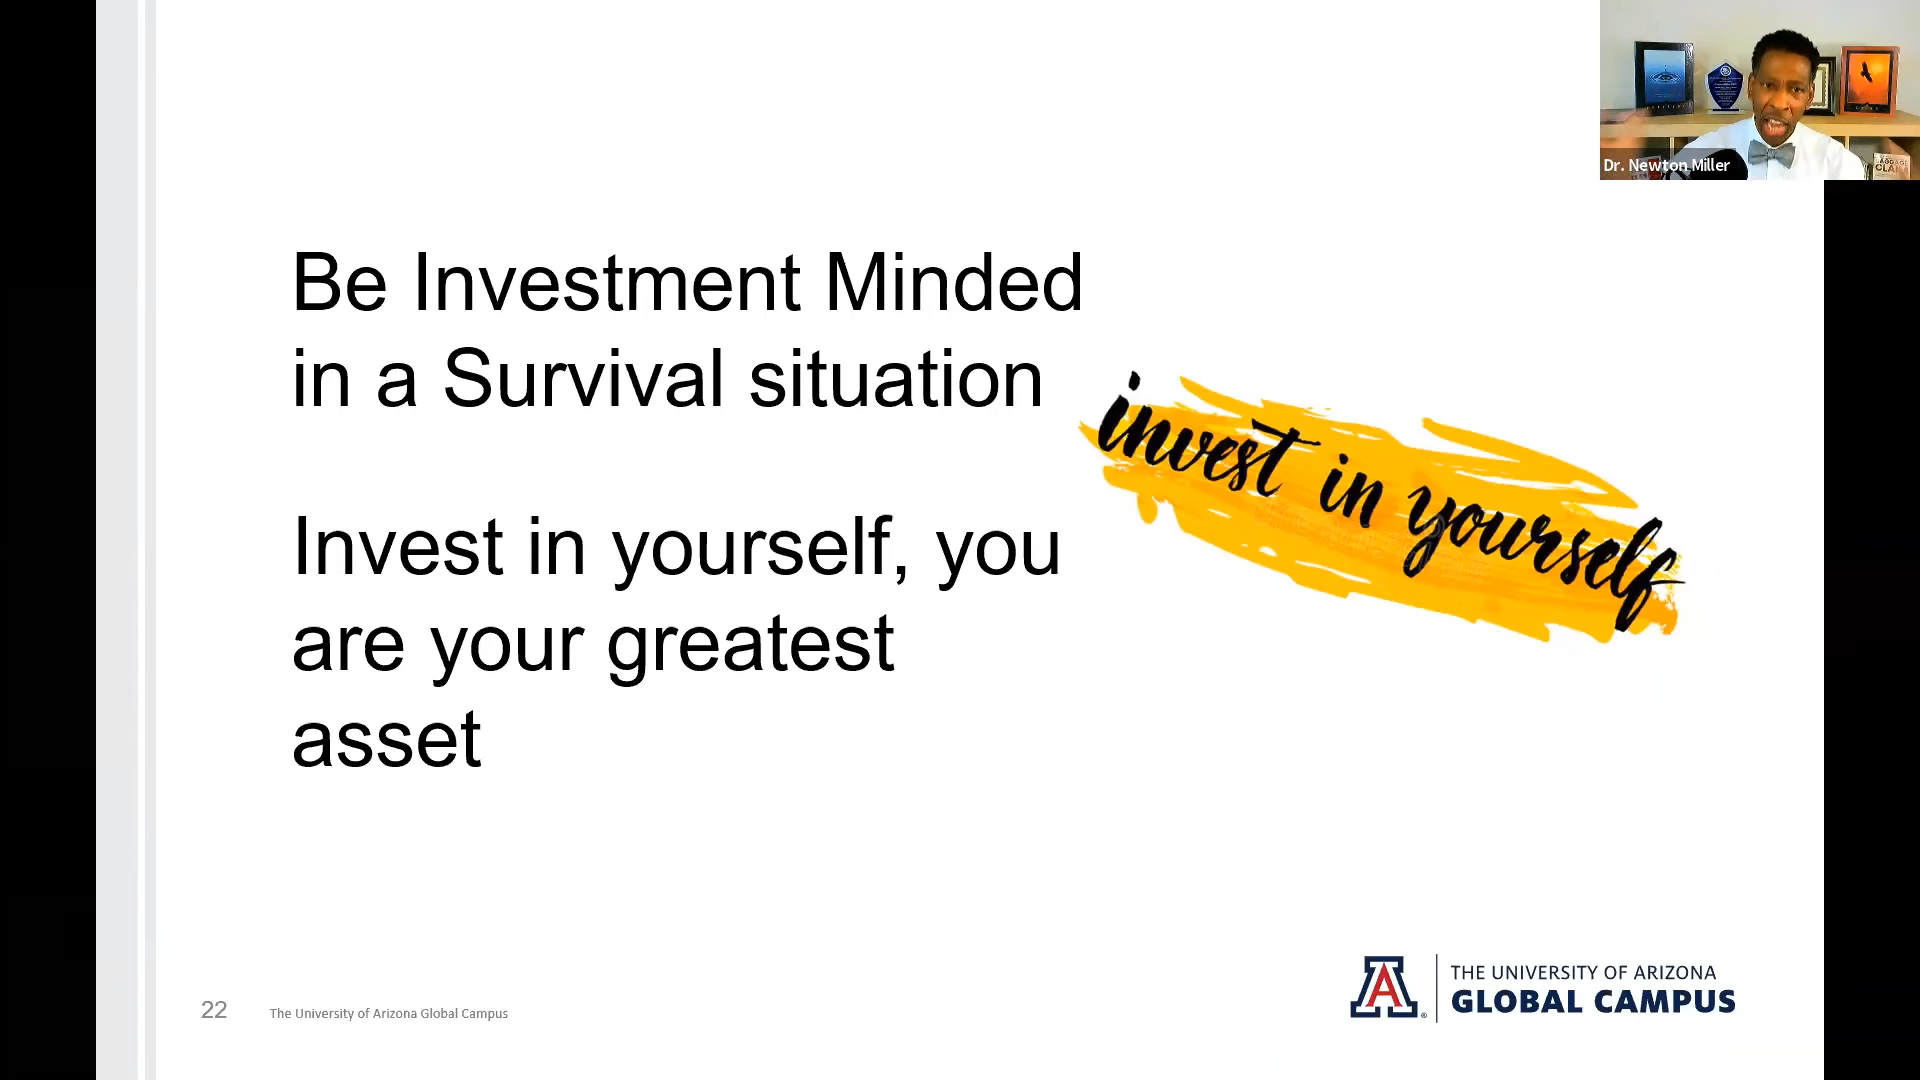 Dr. Newton Miller
Be Investment Minded
in a Survival situation
Invest in yourself, you
are your greatest
asset
invest in yourself
22
The University of Arizona Global Campus
A
THE UNIVERSITY OF ARIZONA
GLOBAL CAMPUS